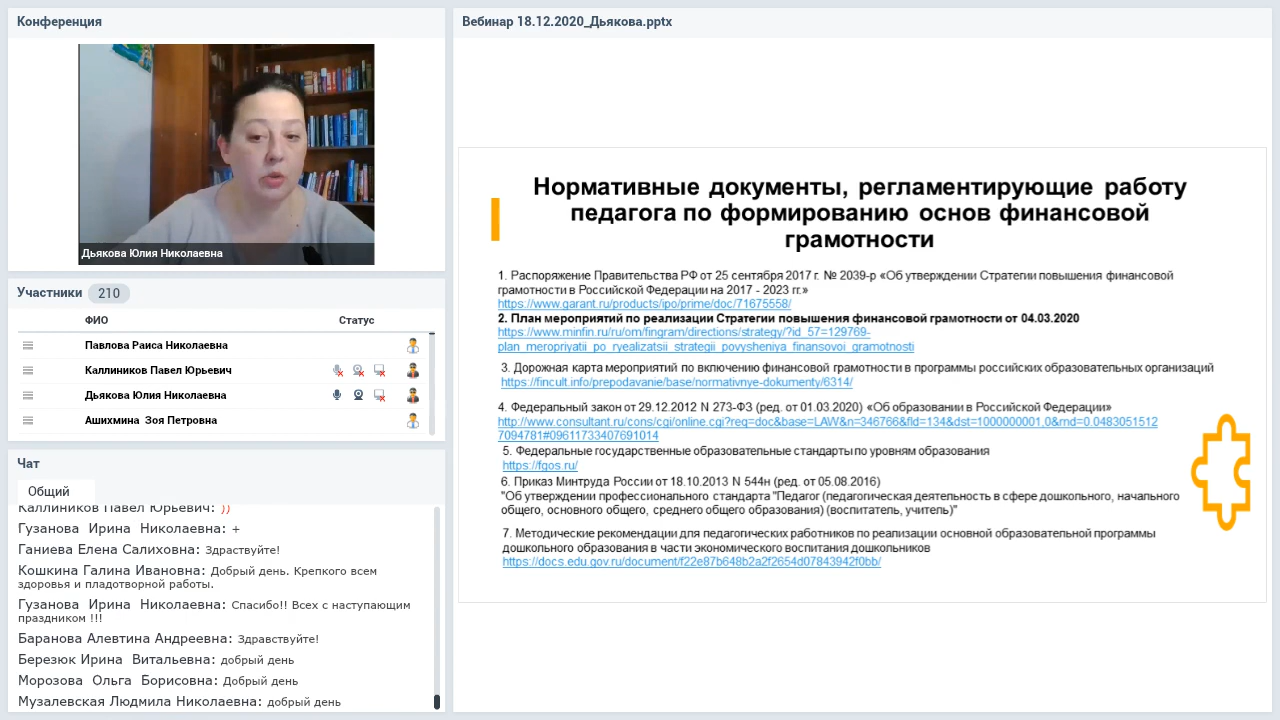 Конференция
Дьякова Юлия Николаевна
Участники 210
ФИО Статус
Павлова Раиса Николаевна
Каллиников Павел Юрьевич
Дьякова Юлия Николаевна
Ашихмина Зоя Петровна
Чат
Общий
Каллиников Павел Юрьевич: ))
Гузанова Ирина Николаевна: +
Ганиева Елена Салиховна: Здраствуйте!
Кашкина Галина Ивановна: Добрый день. Крепкого всем
здоровья и пладотворной работы.
Гузанова Ирина Николаевна: Спасибо!! Всех с наступающим
праздником !!!
Баранова Алевтина Андреевна: Здравствуйте!
Березюк Ирина Витальевна: добрый день
Морозова Ольга Борисовна: Добрый день
Музалевская Людмила Николаевна: добрый день
Вебинар 18.12.2020_Дьякова.pptx
Нормативные документы, регламентирующие работу
педагога по формированию основ финансовой
грамотности
1. Распоряжение Правительства РФ от 25 сентября 2017 г. № 2039-р «Об утверждении Стратегии повышения финансовой
грамотности в Российской Федерации на 2017 - 2023 гг.»
https://www.garant.ru/products/ipo/prime/doc/71675558/
2. План мероприятий по реализации Стратегии повышения финансовой грамотности от 04.03.2020
https://www.minfin.ru/ru/om/fingram/directions/strategy/?id_57=129769-
plan_meropriyatii_po_ryealizatsii_strategii_povysheniya_finansovoi_gramotnosti
3. Дорожная карта мероприятий по включению финансовой грамотности в программы российских образовательных организаций
https://fincult.info/prepodavanie/base/normativnye-dokumenty/6314/
4. Федеральный закон от 29.12.2012 N 273-ФЗ (ред. от 01.03.2020) «Об образовании в Российской Федерации»
http://www.consultant.ru/cons/cgi/online.cgi?req=doc&base=LAW&n=346766&fld=134&dst=1000000001,0&rnd=0.0483051512
7094781#09611733407691014
5. Федеральные государственные образовательные стандарты по уровням образования
https://fgos.ru/
6. Приказ Минтруда России от 18.10.2013 N 544н (ред. от 05.08.2016)
"Об утверждении профессионального стандарта "Педагог (педагогическая деятельность в сфере дошкольного, начального
общего, основного общего, среднего общего образования) (воспитатель, учитель)"
7. Методические рекомендации для педагогических работников по реализации основной образовательной программы
дошкольного образования в части экономического воспитания дошкольников
https://docs.edu.gov.ru/document/f22e87b648b2a2f2654d07843942f0bb/